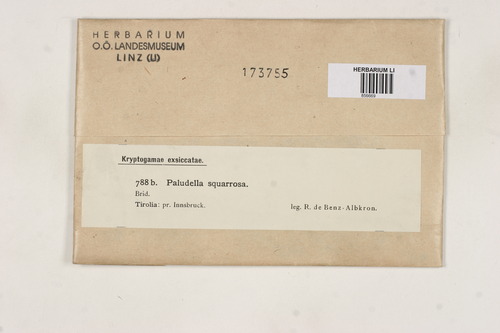 HERBARIUM
O.Ö. LANDESMUSEUM
LINZ (LI)
173755
HERBARIUM LI
Kryptogamae exsiccatae.
788 b. Paludella squarrosa.
Brid.
Tirolia: pr. Innsbruck.
leg. R. de Benz-Albkron.